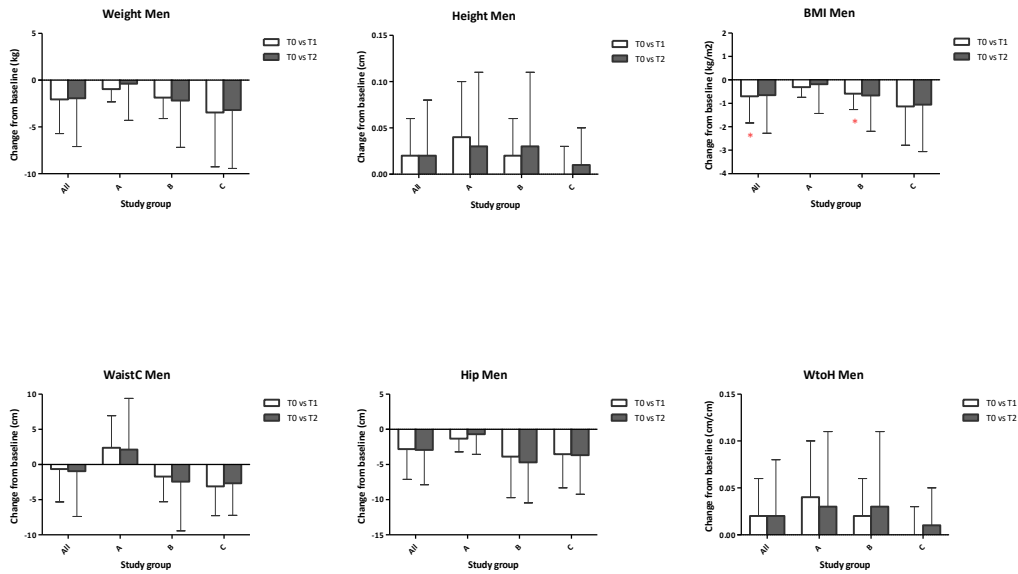 Weight Men
Change from baseline (kg)
5
0
-5
-10
All
A
B
C
Study group
T0 vs T1
T0 vs T2
Height Men
Change from baseline (cm)
0.15
0.10
0.05
0.00
All
A
B
C
Study group
T0 vs T1
T0 vs T2
BMI Men
Change from baseline (kg/m2)
2
1
0
-1
-2
-3
-4
*
*
All
A
B
C
Study group
T0 vs T1
T0 vs T2
WaistC Men
Change from baseline (cm)
10
5
0
-5
-10
All
A
B
C
Study group
T0 vs T1
T0 vs T2
Hip Men
Change from baseline (cm)
5
0
-5
-10
-15
All
A
B
C
Study group
T0 vs T1
T0 vs T2
WtoH Men
Change from baseline (cm/cm)
0.15
0.10
0.05
0.00
All
A
B
C
Study group
T0 vs T1
T0 vs T2